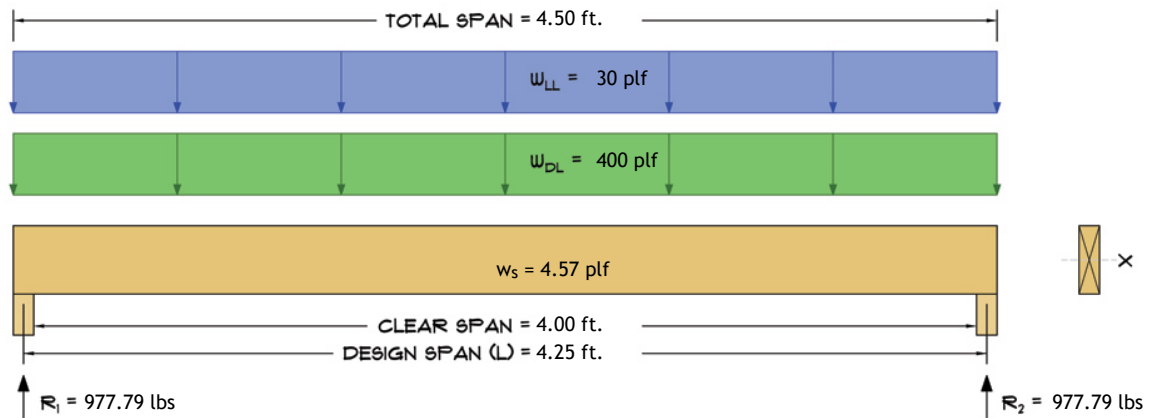 TOTAL SPAN = 4.50 ft.
wLL = 30 plf
wDL = 400 plf
ws = 4.57 plf
X
CLEAR SPAN = 4.00 ft.
DESIGN SPAN (L) = 4.25 ft.
R1 = 977.79 lbs
R2 = 977.79 lbs